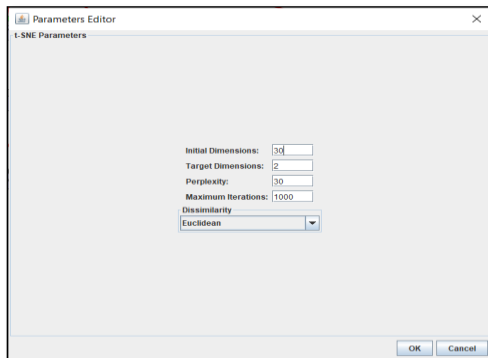 Parameters Editor
t-SNE Parameters
Initial Dimensions: 30
Target Dimensions: 2
Perplexity: 30
Maximum Iterations: 1000
Dissimilarity
Euclidean
OK Cancel